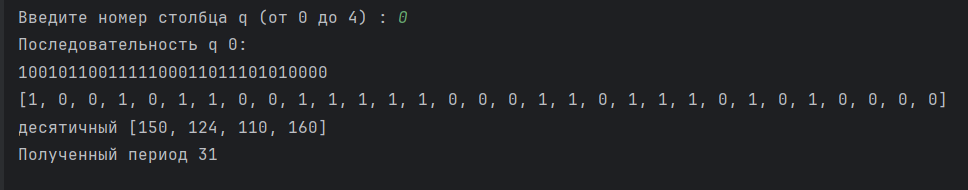 Введите номер столбца q (от 0 до 4) : 0
Последовательность q 0:
1001011001111100011011101010000
[1, 0, 0, 1, 0, 1, 1, 0, 0, 1, 1, 1, 1, 1, 0, 0, 0, 1, 1, 0, 1, 1, 1, 0, 1, 0, 1, 0, 0, 0, 0]
десятичный [150, 124, 110, 160]
Полученный период 31